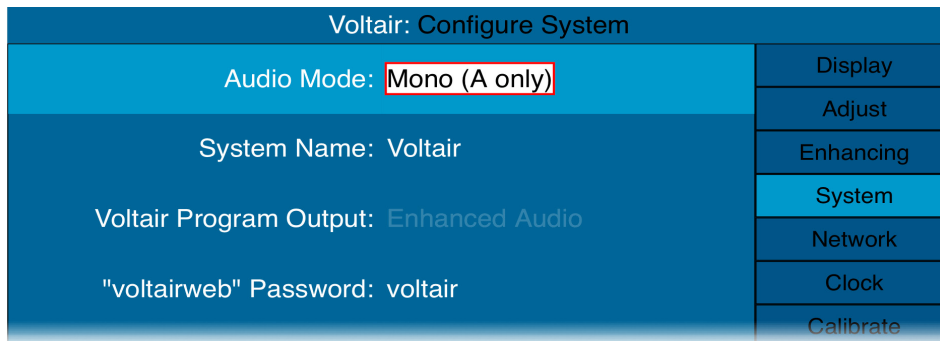 Voltair: Configure System
Audio Mode: Mono (A only)
System Name: Voltair
Voltair Program Output: Enhanced Audio
"voltairweb" Password: voltair
Display
Adjust
Enhancing
System
Network
Clock
Calibrate